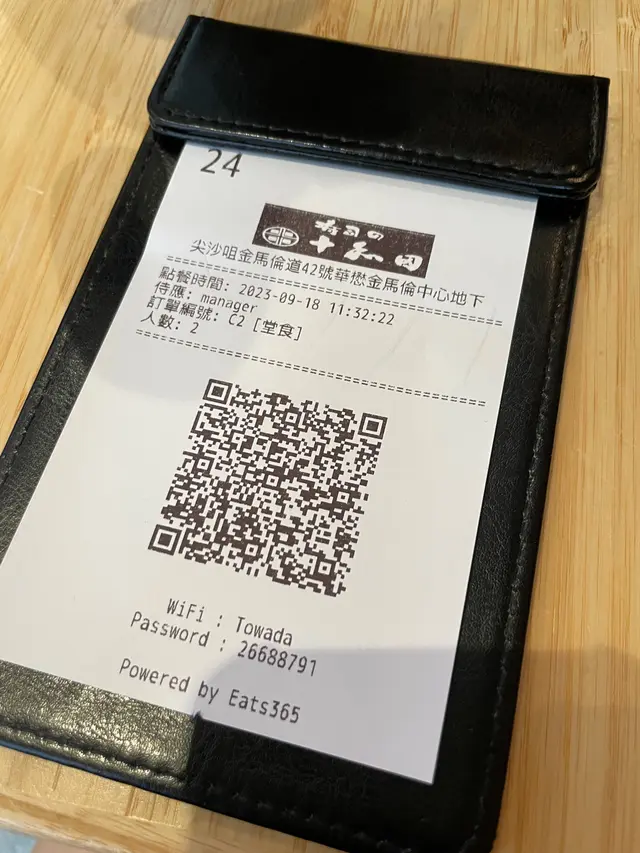 24
寿司の
十和田
尖沙咀金馬倫道42號華懋金馬倫中心地下
點餐時間: 2023-09-18 11:32:22
侍應: manager
訂單編號: C2 [堂食]
人數: 2
WiFi : Towada
Password : 26688791
Powered by Eats365